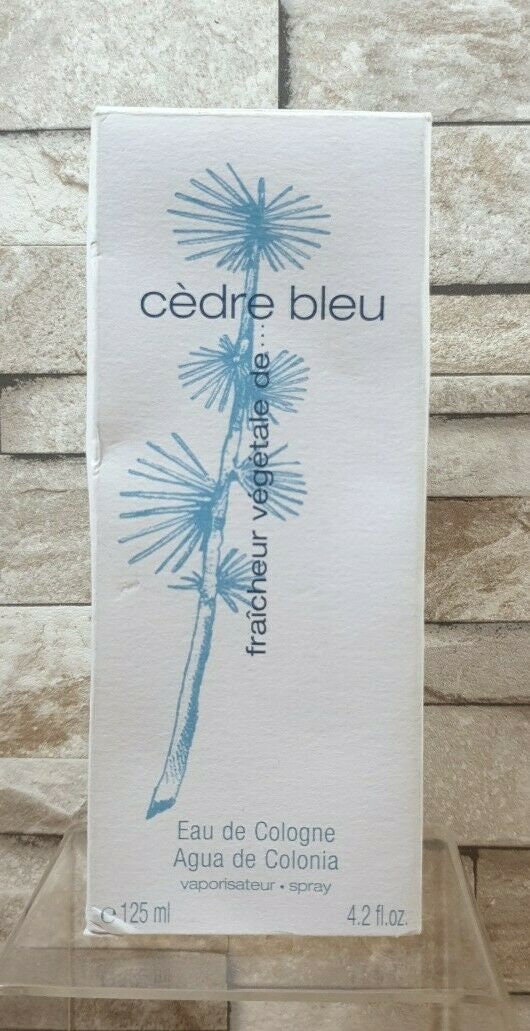 cèdre bleu
fraîcheur végétale de....
Eau de Cologne
Agua de Colonia
vaporisateur • spray
℮ 125 ml
4.2 fl.oz.